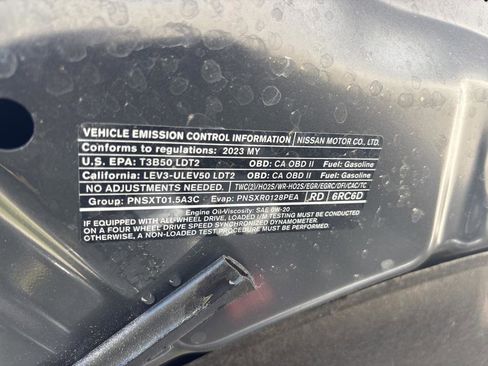 VEHICLE EMISSION CONTROL INFORMATION NISSAN MOTOR CO., LTD.
Conforms to regulations: 2023 MY
U.S. EPA: T3B50 LDT2 OBD: CA OBD II Fuel: Gasoline
California: LEV3-ULEV50 LDT2 OBD: CA OBD II Fuel: Gasoline
NO ADJUSTMENTS NEEDED. TWC(2)/HO2S/WR-HO2S/EGR/EGRC/DFI/CAC/TC
Group: PNSXT01.5A3C Evap: PNSXR0128PEA .RD 6RC6D
Engine Oil-Viscosity: SAE 0W-20
IF EQUIPPED WITH ALL-WHEEL DRIVE, LOADED I/M TESTING MUST BE CONDUCTED
ON A FOUR WHEEL DRIVE SPEED SYNCHRONIZED DYNAMOMETER.
OTHERWISE, A NON-LOADED TEST PROCEDURE MUST BE CONDUCTED.